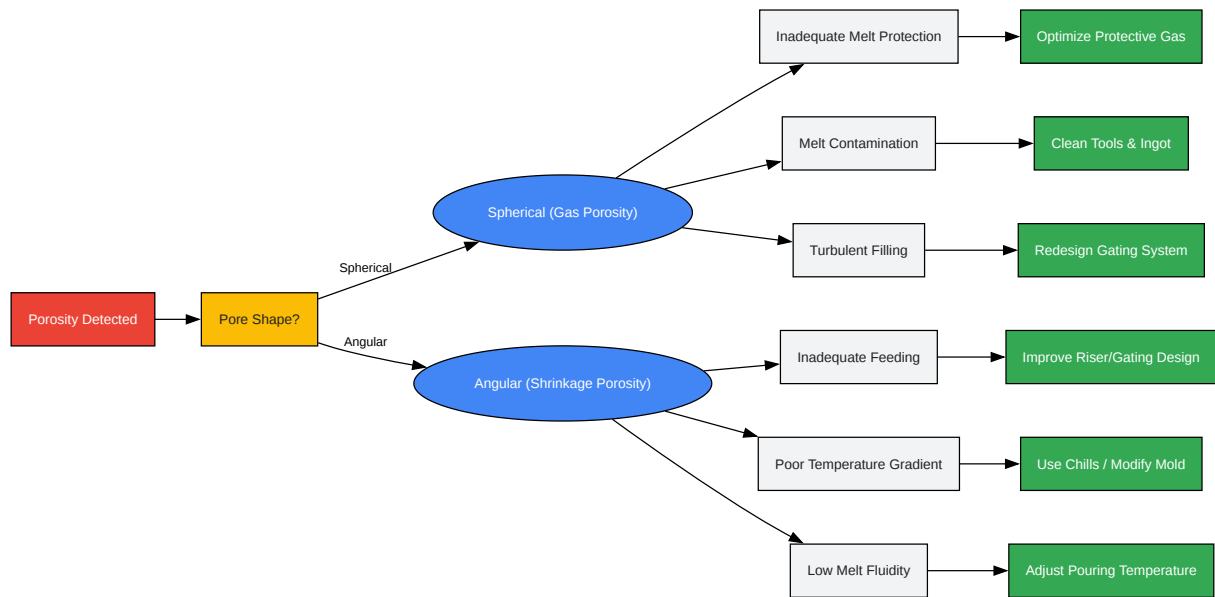 Porosity Detected
Pore Shape?
Spherical
Angular
Spherical (Gas Porosity)
Angular (Shrinkage Porosity)
Inadequate Melt Protection
Optimize Protective Gas
Melt Contamination
Clean Tools & Ingot
Turbulent Filling
Redesign Gating System
Inadequate Feeding
Improve Riser/Gating Design
Poor Temperature Gradient
Use Chills / Modify Mold
Low Melt Fluidity
Adjust Pouring Temperature